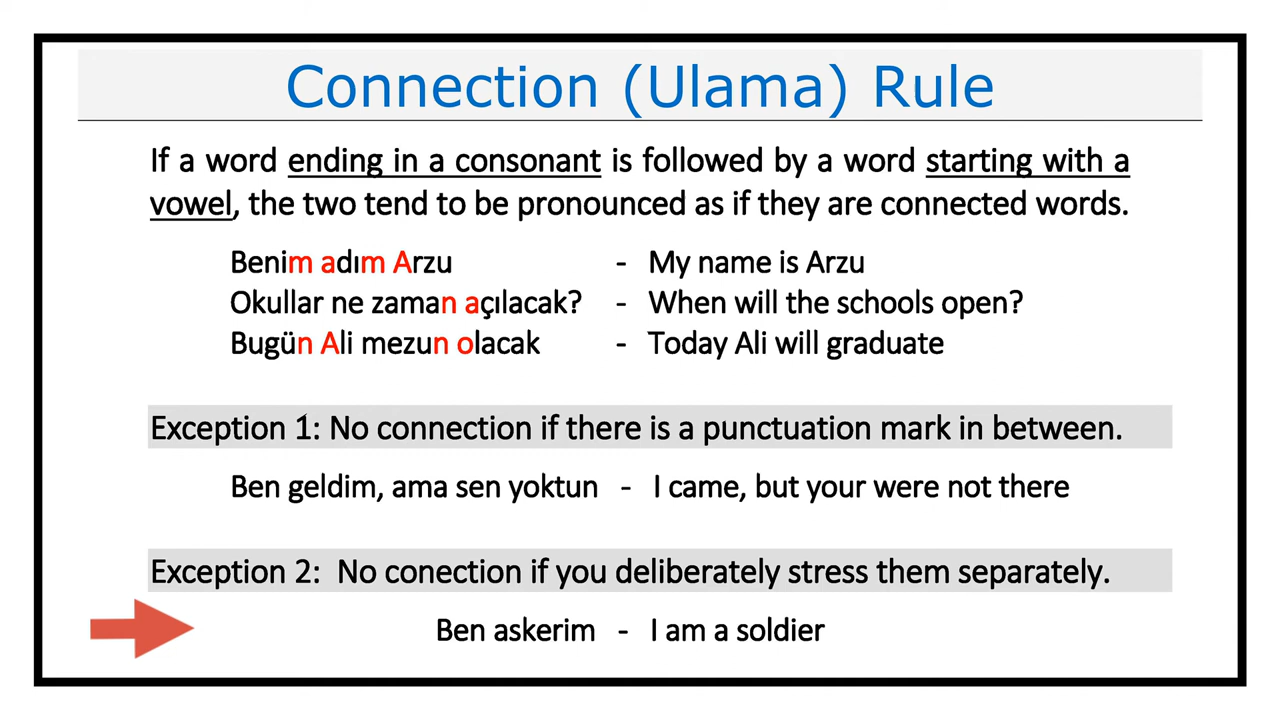 Connection (Ulama) Rule
If a word ending in a consonant is followed by a word starting with a
vowel, the two tend to be pronounced as if they are connected words.
Benim adım Arzu - My name is Arzu
Okullar ne zaman açılacak? - When will the schools open?
Bugün Ali mezun olacak - Today Ali will graduate
Exception 1: No connection if there is a punctuation mark in between.
Ben geldim, ama sen yoktun - I came, but your were not there
Exception 2: No conection if you deliberately stress them separately.
Ben askerim - I am a soldier